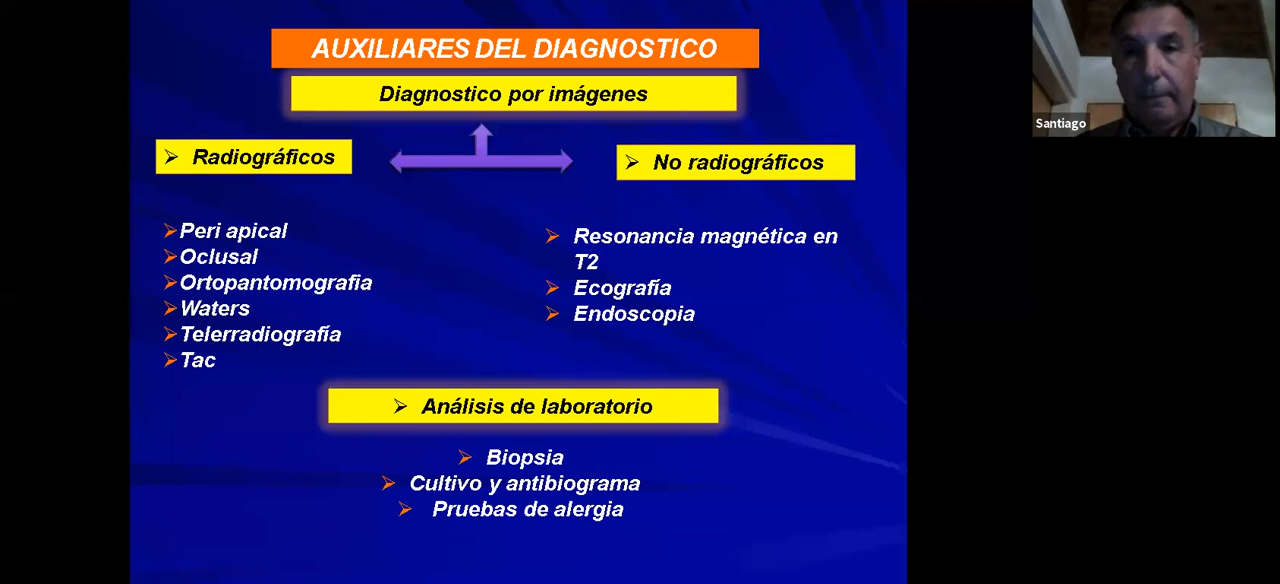 AUXILIARES DEL DIAGNOSTICO
Diagnostico por imágenes
Radiográficos
No radiográficos
Peri apical
Oclusal
Ortopantomografia
Waters
Telerradiografía
Tac
Resonancia magnética en
T2
Ecografía
Endoscopia
Análisis de laboratorio
Biopsia
Cultivo y antibiograma
Pruebas de alergia
Santiago